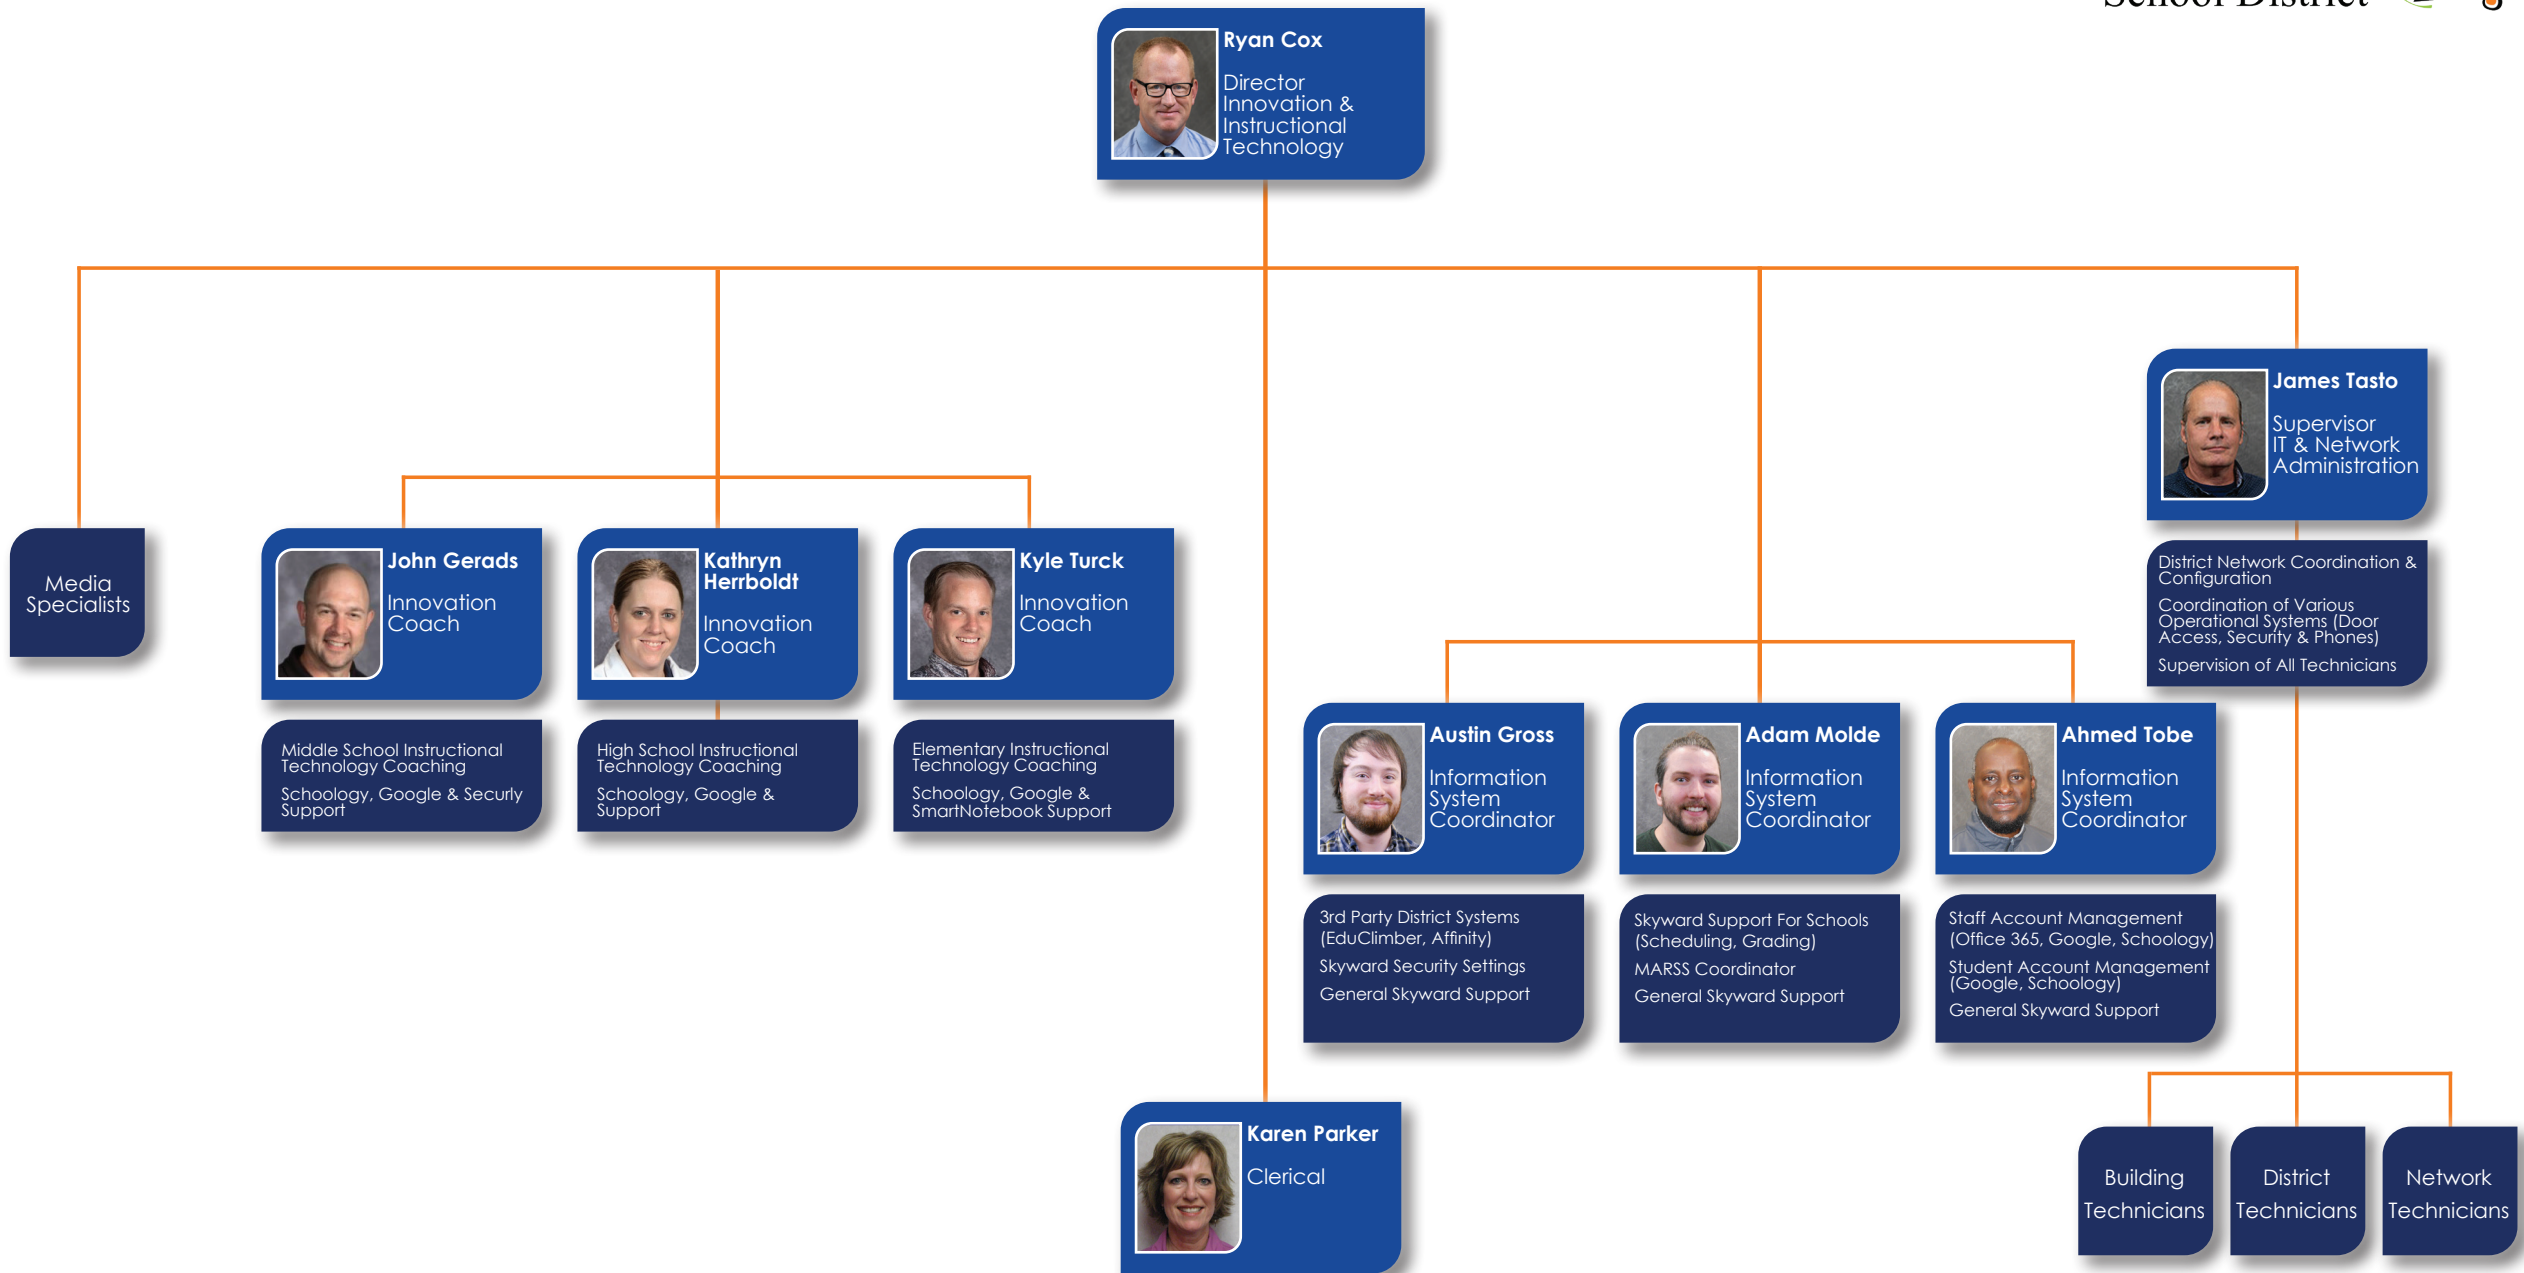 School District
Ryan Cox
Director
Innovation &
Instructional
Technology
James Tasto
Supervisor
IT & Network
Administration
District Network Coordination &
Configuration
Coordination of Various
Operational Systems (Door
Access, Security & Phones)
Supervision of All Technicians
Media
Specialists
John Gerads
Innovation
Coach
Middle School Instructional
Technology Coaching
Schoology, Google & Securly
Support
Kathryn
Herrboldt
Innovation
Coach
High School Instructional
Technology Coaching
Schoology, Google &
Support
Kyle Turck
Innovation
Coach
Elementary Instructional
Technology Coaching
Schoology, Google &
SmartNotebook Support
Austin Gross
Information
System
Coordinator
3rd Party District Systems
(EduClimber, Affinity)
Skyward Security Settings
General Skyward Support
Adam Molde
Information
System
Coordinator
Skyward Support For Schools
(Scheduling, Grading)
MARSS Coordinator
General Skyward Support
Ahmed Tobe
Information
System
Coordinator
Staff Account Management
(Office 365, Google, Schoology)
Student Account Management
(Google, Schoology)
General Skyward Support
Karen Parker
Clerical
Building
Technicians
District
Technicians
Network
Technicians